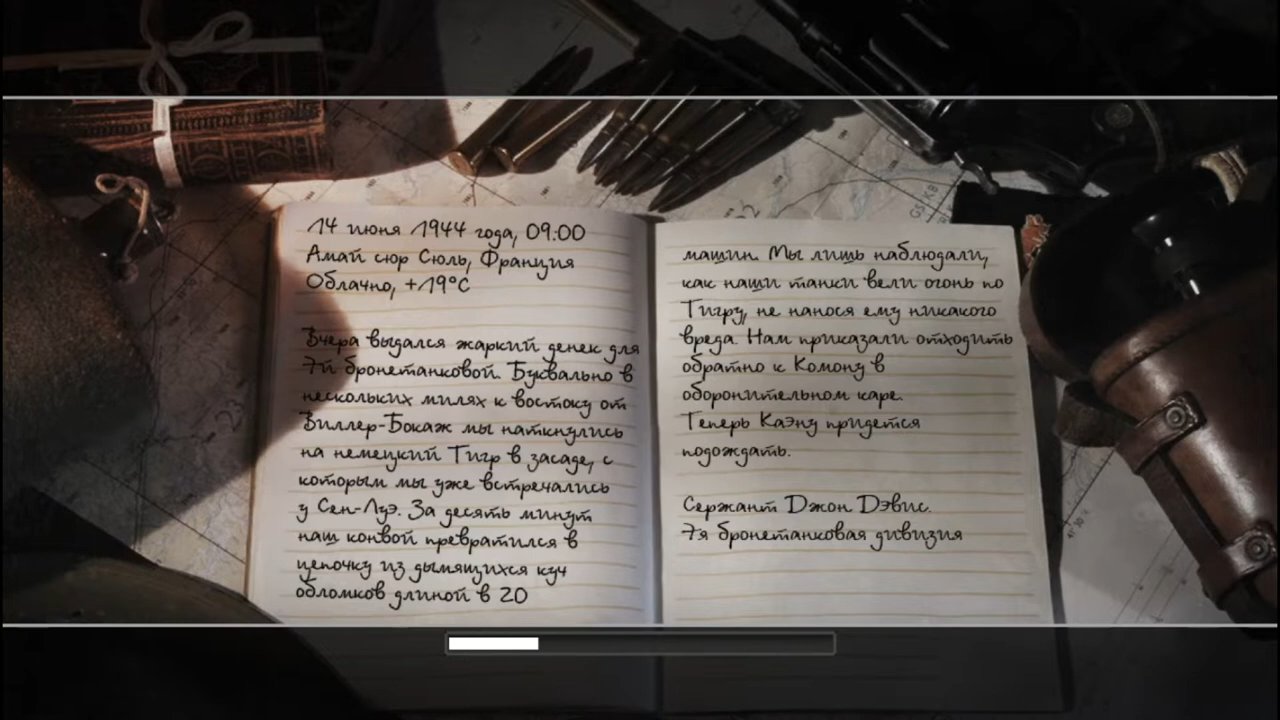 14 июня 1944 года, 09:00
Амай сюр Сюль, Франция
Облачно, +19°C
Вчера выдался жаркий денек для
7й бронетанковой. Буквально в
нескольких милях к востоку от
Виллер-Бокаж мы наткнулись
на немецкий Тигр в засаде, с
которым мы уже встречались
у Сен-Луэ. За десять минут
наш конвой превратился в
цепочку из дымящихся куч
обломков длиной в 20
машин. Мы лишь наблюдали,
как наши танки вели огонь по
Тигру, не нанося ему никакого
вреда. Нам приказали отходить
обратно к Комону в
оборонительном каре.
Теперь Каэну придется
подождать.
Сержант Джон Дэвис.
7я бронетанковая дивизия